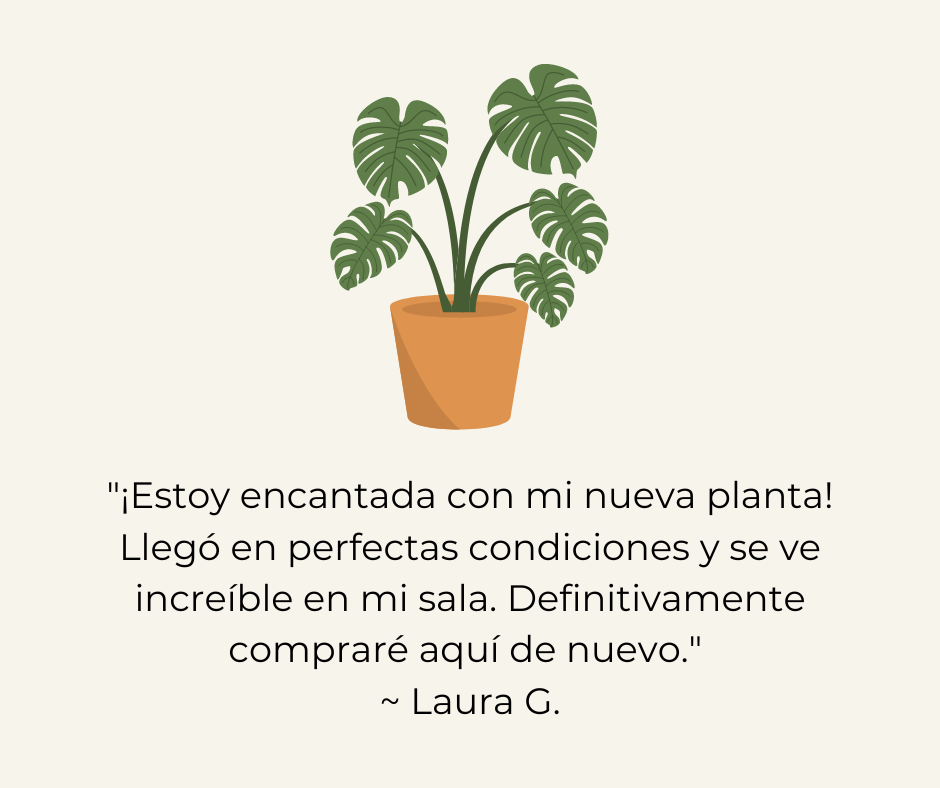 "¡Estoy encantada con mi nueva planta!
Llegó en perfectas condiciones y se ve
increíble en mi sala. Definitivamente
compraré aquí de nuevo."
~ Laura G.